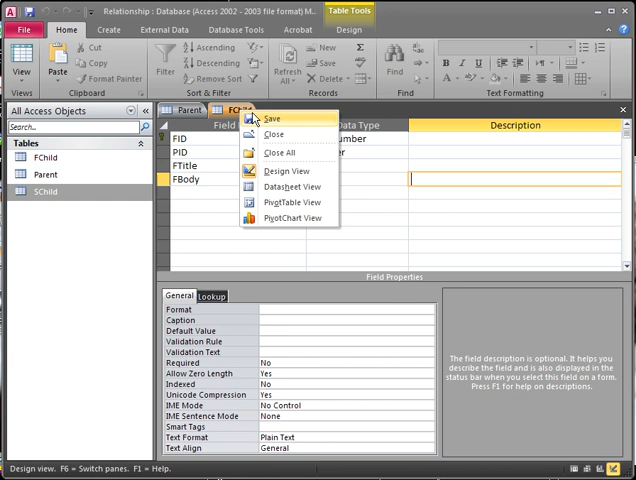 Relationship : Database (Access 2002 - 2003 file format) M...
Table Tools
File
Home
Create
External Data
Database Tools
Acrobat
Design
View
Paste
Cut
Copy
Format Painter
Views
Clipboard
Filter
Ascending
Descending
Remove Sort
Sort & Filter
Refresh All
New
Save
Delete
Records
Find
Find
B I U
A
Text Formatting
All Access Objects
Search...
Tables
FChild
Parent
SChild
Parent
FChild
Field
Data Type
Description
FID
PID
FTitle
FBody
Save
Close
Close All
Design View
Datasheet View
PivotTable View
PivotChart View
Field Properties
General
Lookup
Format
Caption
Default Value
Validation Rule
Validation Text
Required No
Allow Zero Length Yes
Indexed No
Unicode Compression Yes
IME Mode No Control
IME Sentence Mode None
Smart Tags
Text Format Plain Text
Text Align General
The field description is optional. It helps you
describe the field and is also displayed in the
status bar when you select this field on a form.
Press F1 for help on descriptions.
Design view. F6 = Switch panes. F1 = Help.